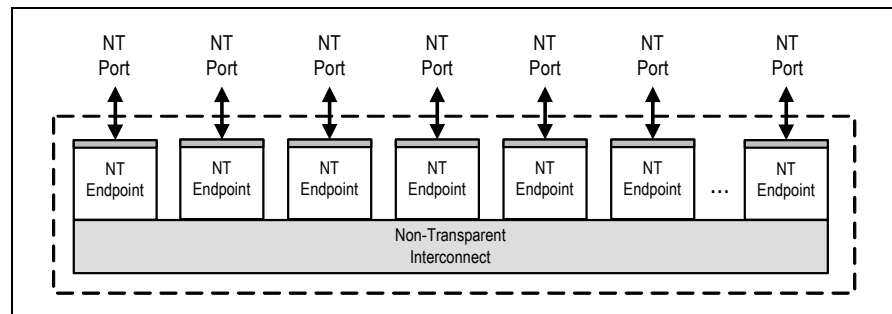 NT NT NT NT NT NT NT
Port Port Port Port Port Port Port
NT NT NT NT NT NT NT
Endpoint Endpoint Endpoint Endpoint Endpoint Endpoint ... Endpoint
Non-Transparent
Interconnect